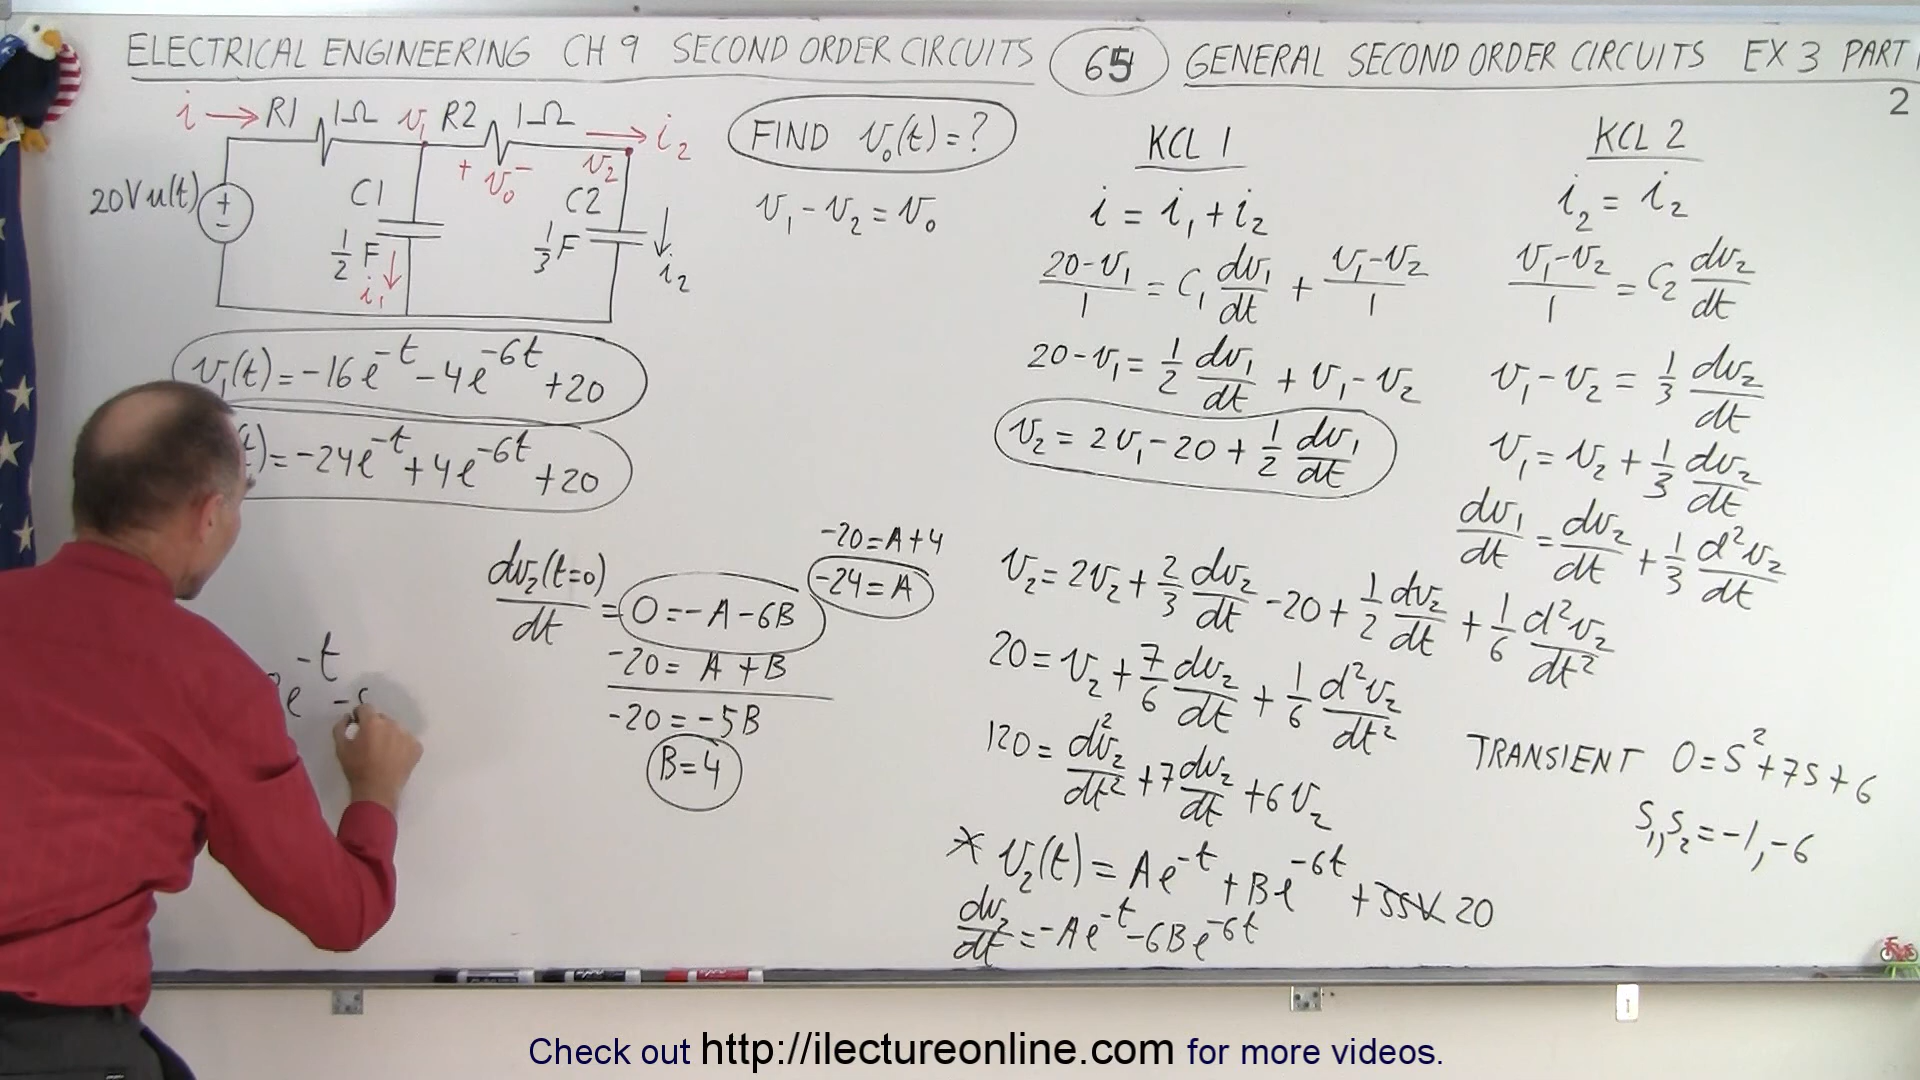 ELECTRICAL ENGINEERING CH 9 SECOND ORDER CIRCUITS 65 GENERAL SECOND ORDER CIRCUITS EX 3 PART
2
i → R1 1Ω v₁ R2 1Ω → i₂
+ v₀ - v₂
20V u(t) + -
C1 C2
1/2 F 1/3 F
i₁ i₂
FIND v₀(t) = ?
v₁ - v₂ = v₀
v₁(t) = -16e^-t - 4e^-6t + 20
t) = -24e^-t + 4e^-6t + 20
dv₂(t=0)/dt = 0 = -A - 6B
-20 = A + B
-20 = -5B
B = 4
-20 = A + 4
-24 = A
e^-t -
KCL 1
i = i₁ + i₂
20-v₁/1 = C₁ dv₁/dt + v₁-v₂/1
20 - v₁ = 1/2 dv₁/dt + v₁ - v₂
v₂ = 2v₁ - 20 + 1/2 dv₁/dt
v₂ = 2v₂ + 2/3 dv₂/dt - 20 + 1/2 dv₂/dt + 1/6 d²v₂/dt²
20 = v₂ + 7/6 dv₂/dt + 1/6 d²v₂/dt²
120 = d²v₂/dt² + 7 dv₂/dt + 6v₂
* v₂(t) = Ae^-t + Be^-6t + SSV 20
dv₂/dt = -Ae^-t - 6Be^-6t
KCL 2
i₂ = i₂
v₁-v₂/1 = C₂ dv₂/dt
v₁ - v₂ = 1/3 dv₂/dt
v₁ = v₂ + 1/3 dv₂/dt
dv₁/dt = dv₂/dt + 1/3 d²v₂/dt
TRANSIENT 0 = S² + 7S + 6
S₁, S₂ = -1, -6
Check out http://ilectureonline.com for more videos.